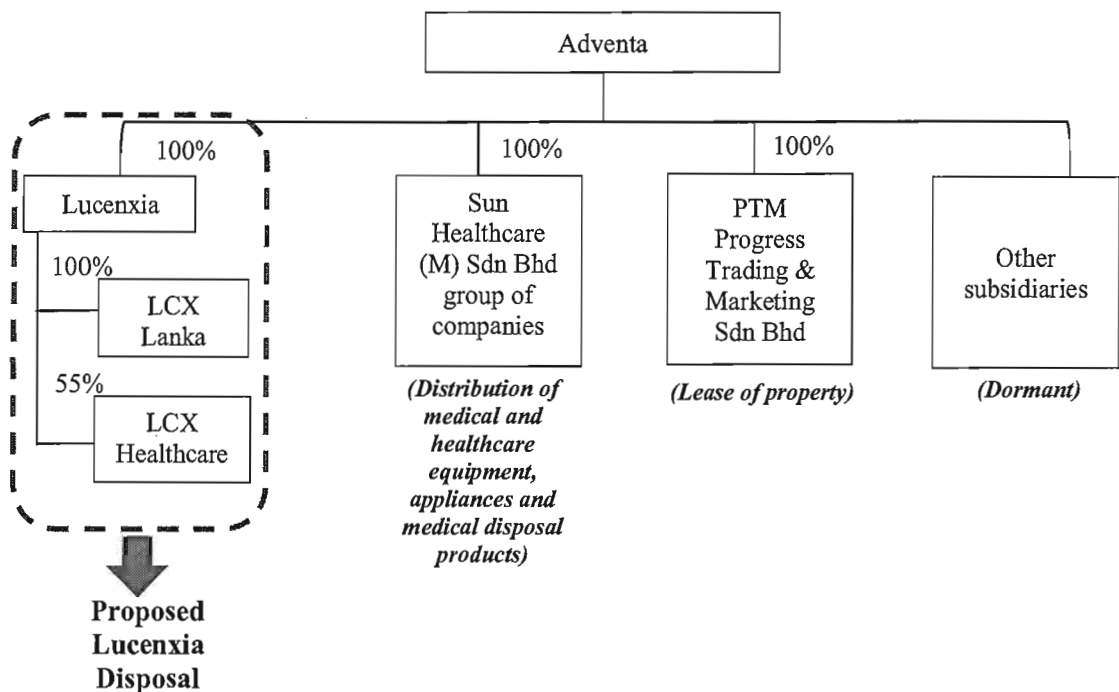 Adventa
100%
Lucenxia
100%
LCX
Lanka
55%
LCX
Healthcare
Proposed
Lucenxia
Disposal
100%
Sun
Healthcare
(M) Sdn Bhd
group of
companies
(Distribution of
medical and
healthcare
equipment,
appliances and
medical disposal
products)
100%
PTM
Progress
Trading &
Marketing
Sdn Bhd
(Lease of property)
Other
subsidiaries
(Dormant)